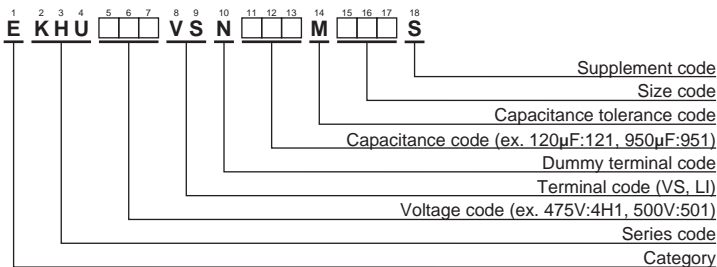 1 2 3 4 5 6 7 8 9 10 11 12 13 14 15 16 17 18
E KHU □□□ VS N □□□ M □□□ S
Supplement code
Size code
Capacitance tolerance code
Capacitance code (ex. 120µF:121, 950µF:951)
Dummy terminal code
Terminal code (VS, LI)
Voltage code (ex. 475V:4H1, 500V:501)
Series code
Category